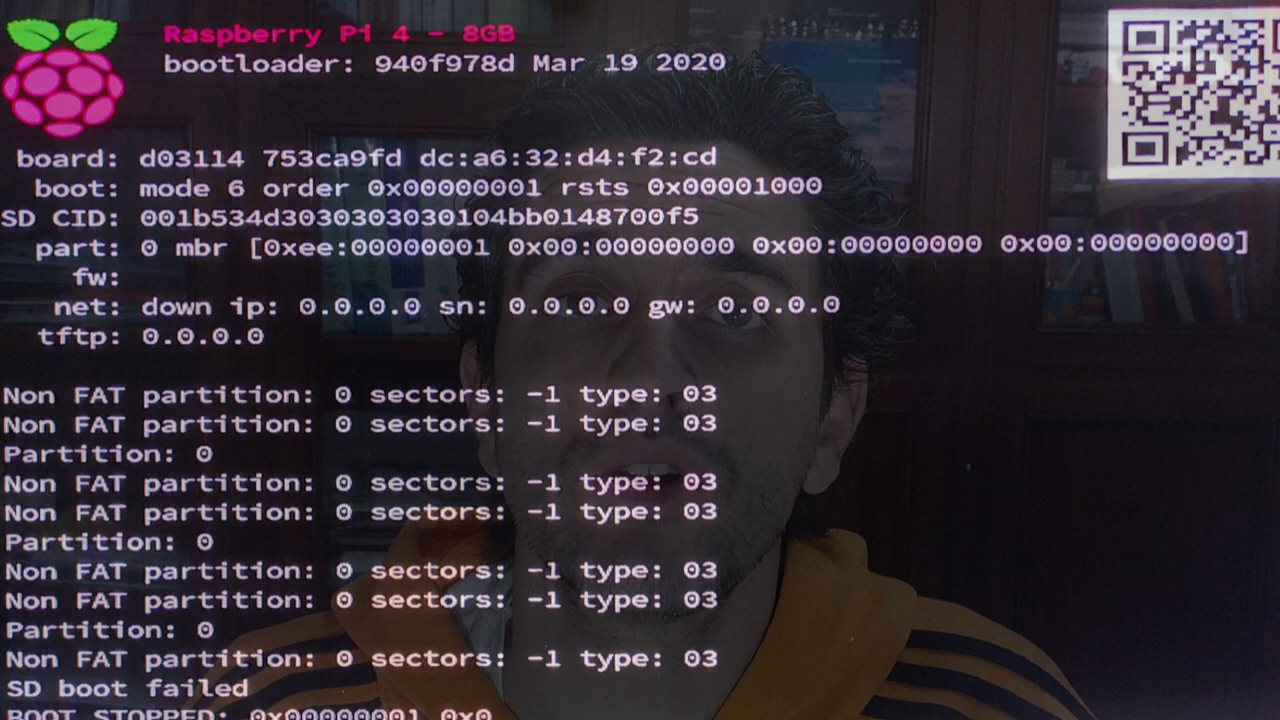 Raspberry Pi 4 - 8GB
bootloader: 940f978d Mar 19 2020
board: d03114 753ca9fd dc:a6:32:d4:f2:cd
boot: mode 6 order 0x00000001 rsts 0x00001000
SD CID: 001b534d3030303030104bb0148700f5
part: 0 mbr [0xee:00000001 0x00:00000000 0x00:00000000 0x00:00000000]
fw:
net: down ip: 0.0.0.0 sn: 0.0.0.0 gw: 0.0.0.0
tftp: 0.0.0.0
Non FAT partition: 0 sectors: -1 type: 03
Non FAT partition: 0 sectors: -1 type: 03
Partition: 0
Non FAT partition: 0 sectors: -1 type: 03
Non FAT partition: 0 sectors: -1 type: 03
Partition: 0
Non FAT partition: 0 sectors: -1 type: 03
Non FAT partition: 0 sectors: -1 type: 03
Partition: 0
Non FAT partition: 0 sectors: -1 type: 03
SD boot failed
BOOT STOPPED: 0x00000001 0x0